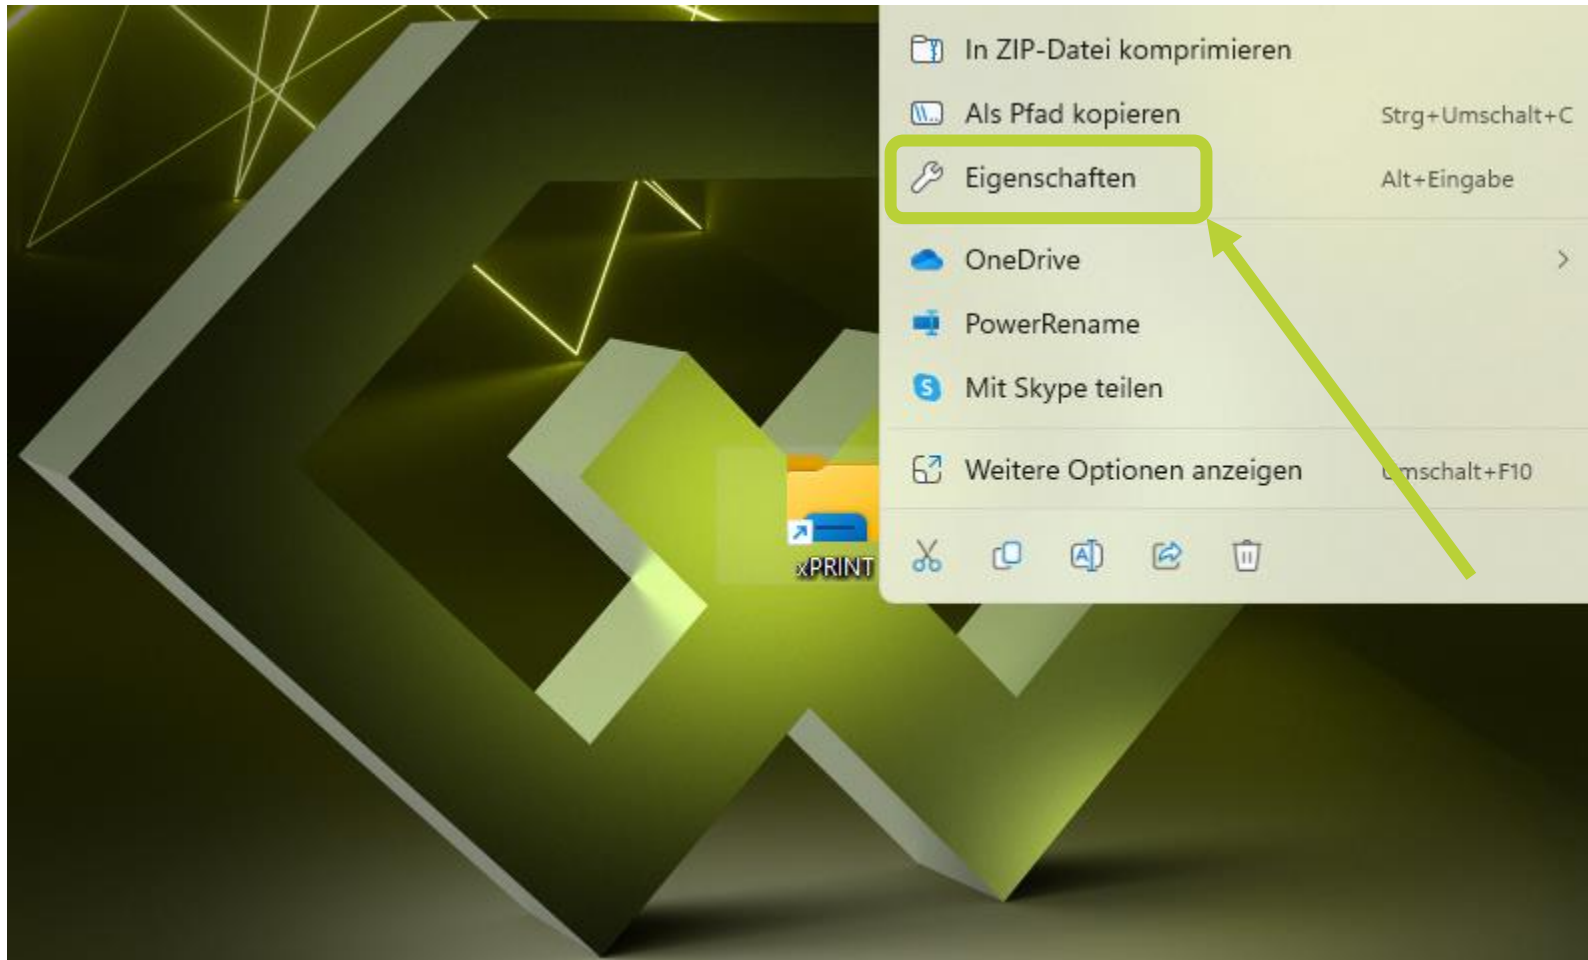 In ZIP-Datei komprimieren
Als Pfad kopieren Strg+Umschalt+C
Eigenschaften Alt+Eingabe
OneDrive
PowerRename
Mit Skype teilen
Weitere Optionen anzeigen Umschalt+F10
xPRINT